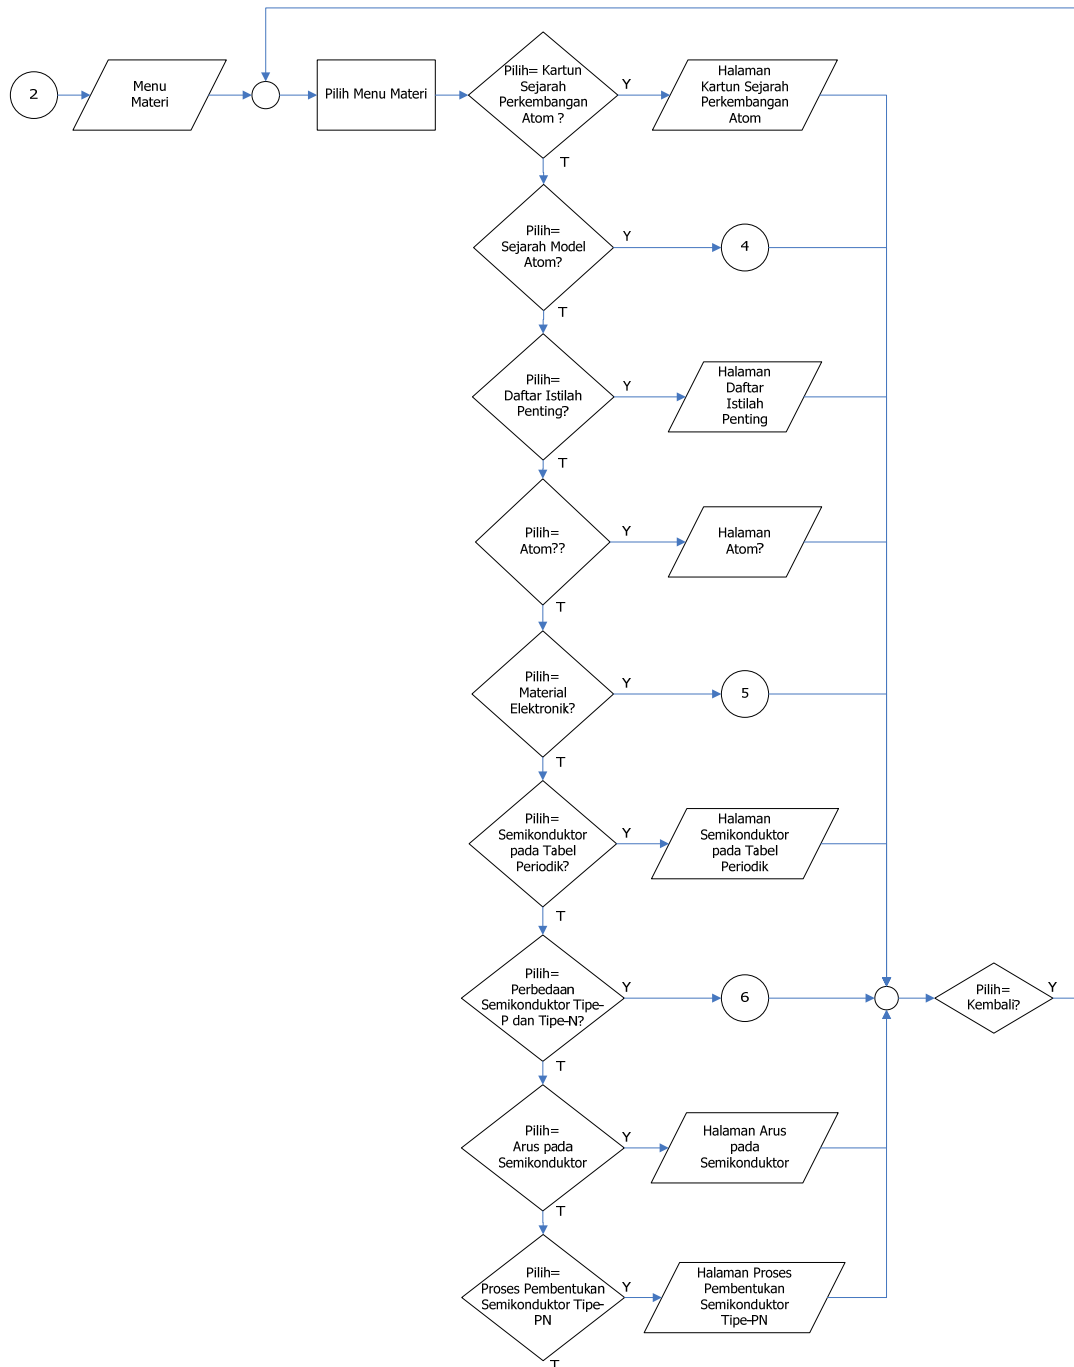 2
Menu
Materi
Pilih Menu Materi
Pilih= Kartun
Sejarah
Perkembangan
Atom ?
Y
Halaman
Kartun Sejarah
Perkembangan
Atom
T
Pilih=
Sejarah Model
Atom?
Y
4
T
Pilih=
Daftar Istilah
Penting?
Y
Halaman
Daftar
Istilah
Penting
T
Pilih=
Atom??
Y
Halaman
Atom?
T
Pilih=
Material
Elektronik?
Y
5
T
Pilih=
Semikonduktor
pada Tabel
Periodik?
Y
Halaman
Semikonduktor
pada Tabel
Periodik
T
Pilih=
Perbedaan
Semikonduktor Tipe-
P dan Tipe-N?
Y
6
Pilih=
Kembali?
Y
T
Pilih=
Arus pada
Semikonduktor
Y
Halaman Arus
pada
Semikonduktor
T
Pilih=
Proses Pembentukan
Semikonduktor Tipe-
PN
Y
Halaman Proses
Pembentukan
Semikonduktor
Tipe-PN
T